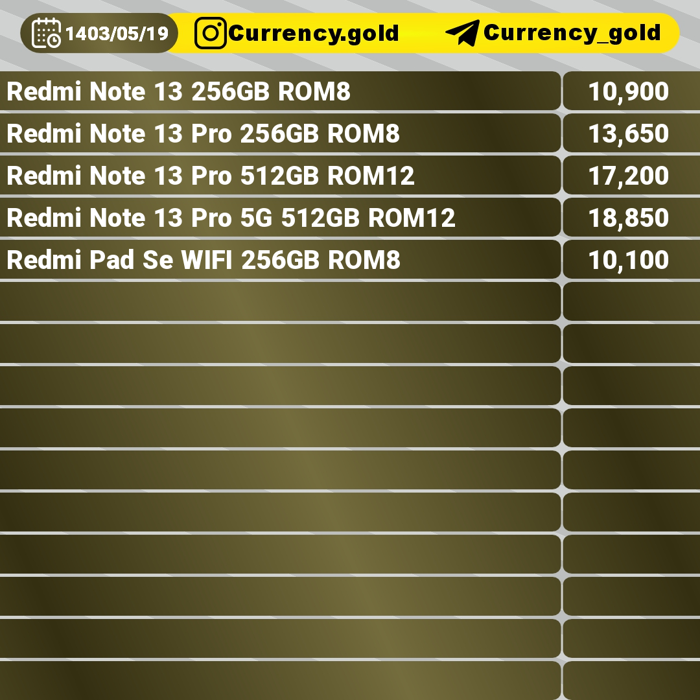 1403/05/19 Currency.gold Currency_gold
Redmi Note 13 256GB ROM8 10,900
Redmi Note 13 Pro 256GB ROM8 13,650
Redmi Note 13 Pro 512GB ROM12 17,200
Redmi Note 13 Pro 5G 512GB ROM12 18,850
Redmi Pad Se WIFI 256GB ROM8 10,100